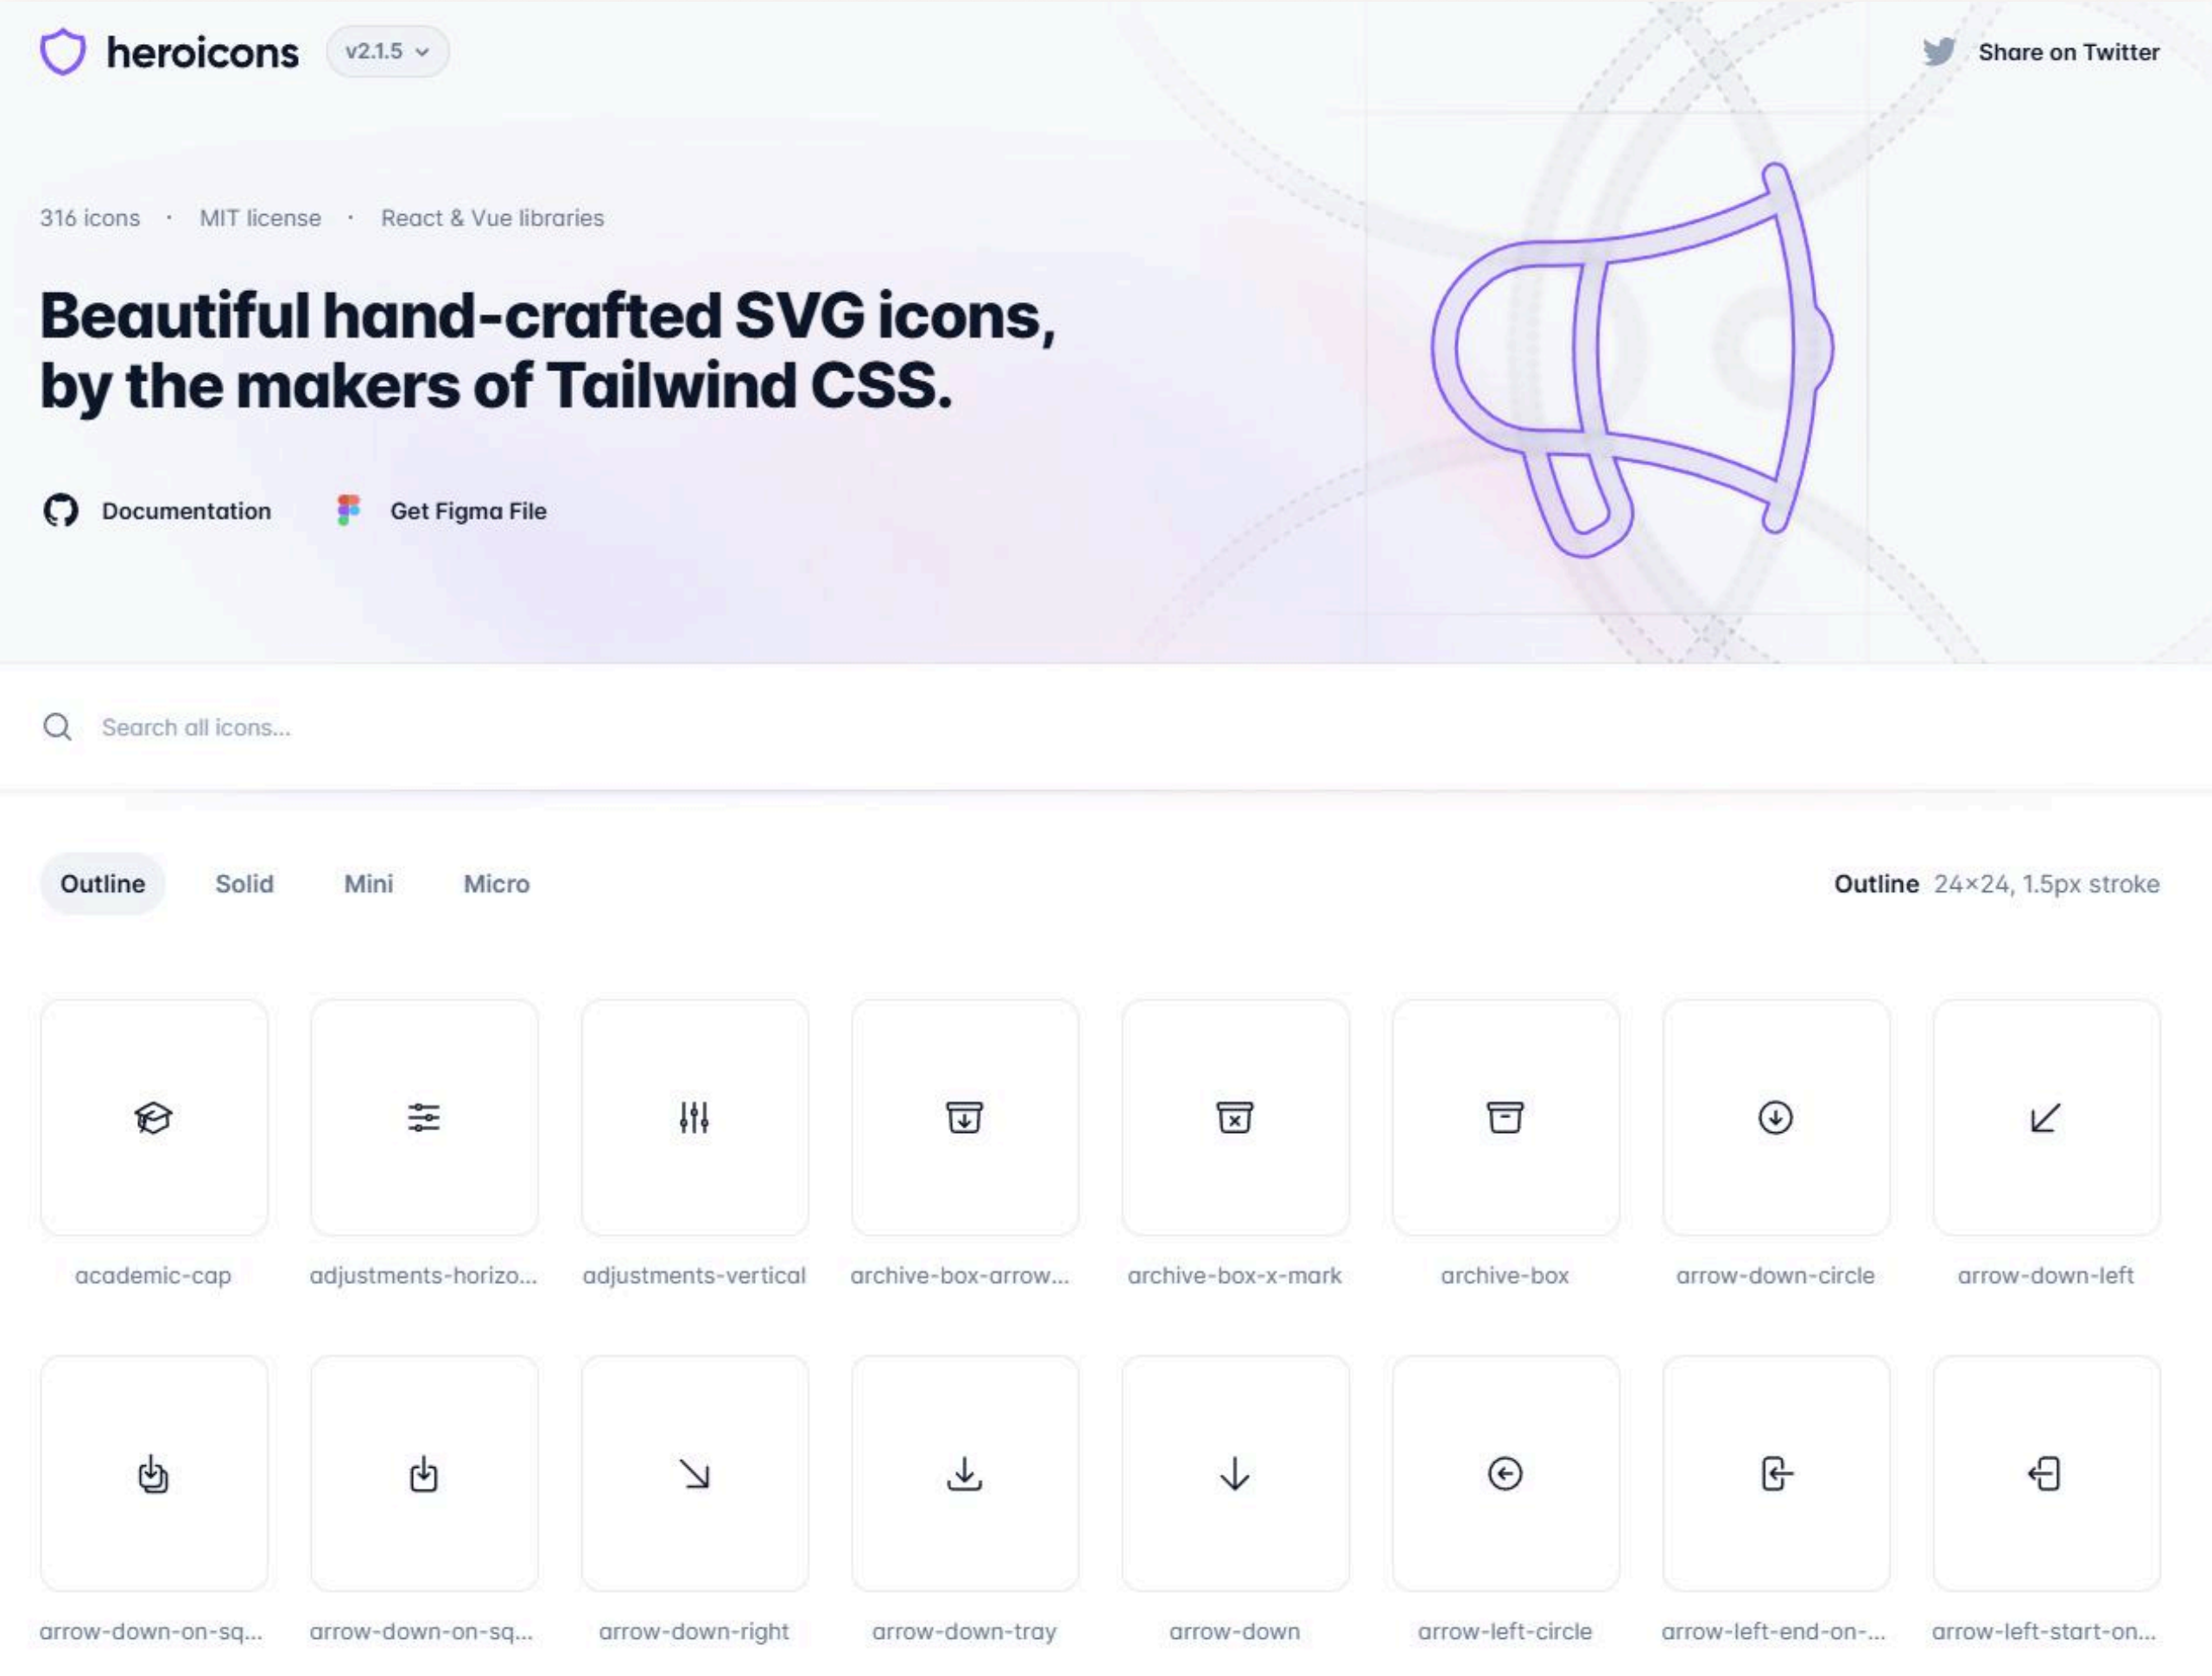 heroicons
v2.1.5
Share on Twitter
316 icons · MIT license · React & Vue libraries
Beautiful hand-crafted SVG icons,
by the makers of Tailwind CSS.
Documentation
Get Figma File
Search all icons...
Outline Solid Mini Micro
Outline 24×24, 1.5px stroke
academic-cap
adjustments-horizo...
adjustments-vertical
archive-box-arrow...
archive-box-x-mark
archive-box
arrow-down-circle
arrow-down-left
arrow-down-on-sq...
arrow-down-on-sq...
arrow-down-right
arrow-down-tray
arrow-down
arrow-left-circle
arrow-left-end-on-...
arrow-left-start-on...